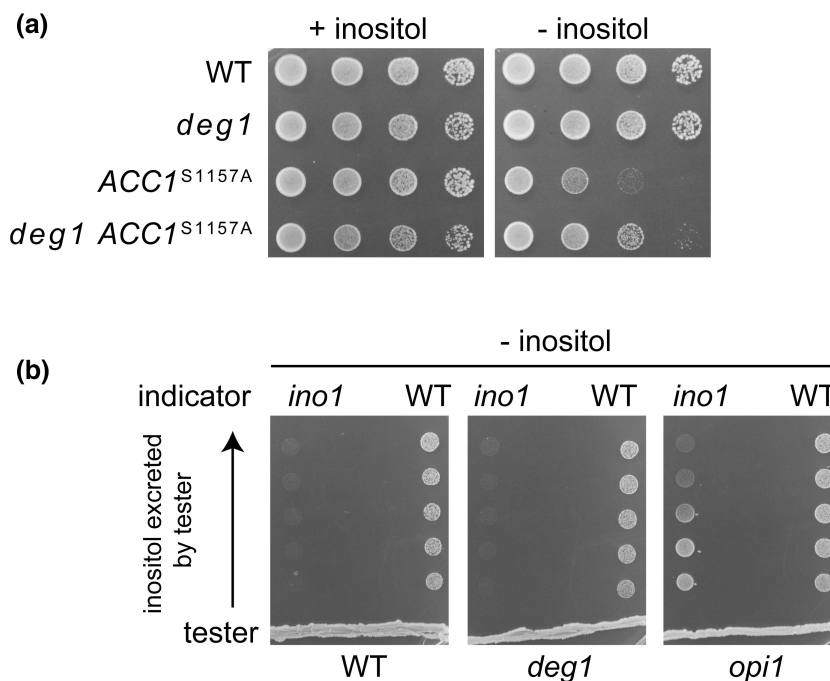 (a)
+ inositol - inositol
WT
deg1
ACC1S1157A
deg1 ACC1S1157A
(b)
- inositol
indicator ino1 WT ino1 WT ino1 WT
inositol excreted
by tester
tester
WT deg1 opi1